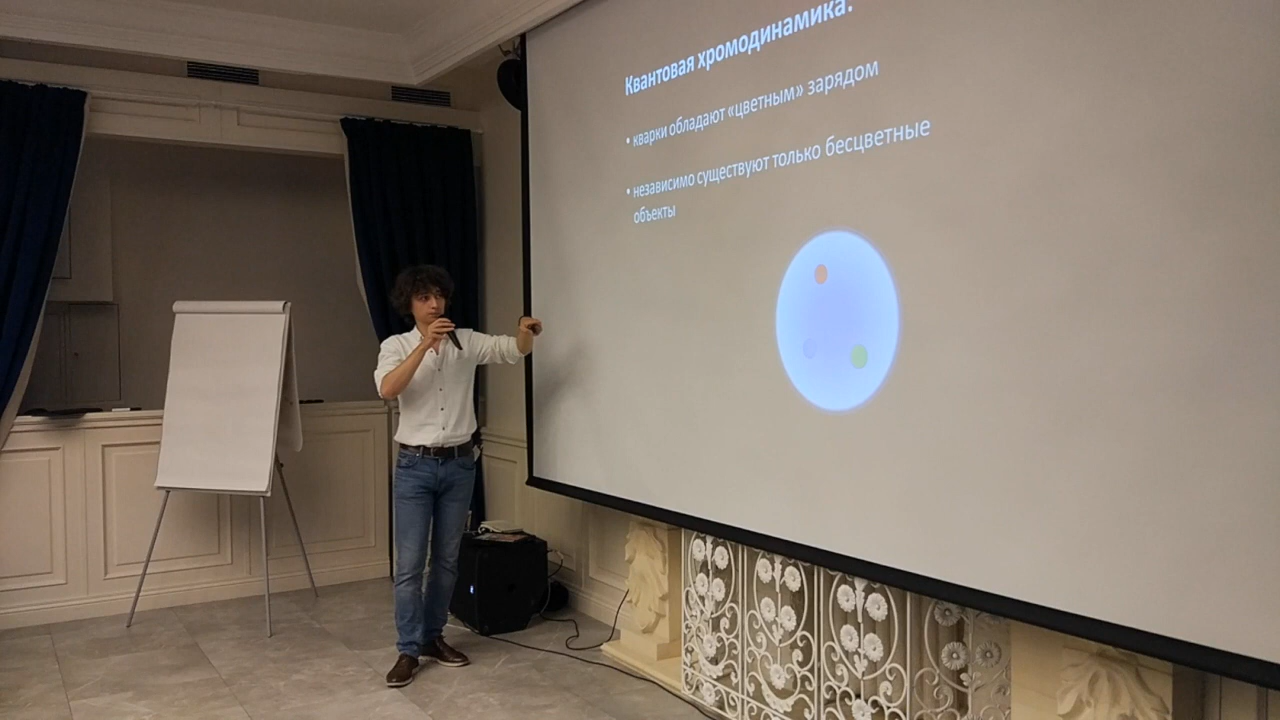 Квантовая хромодинамика:
• кварки обладают «цветным» зарядом
• независимо существуют только бесцветные
объекты